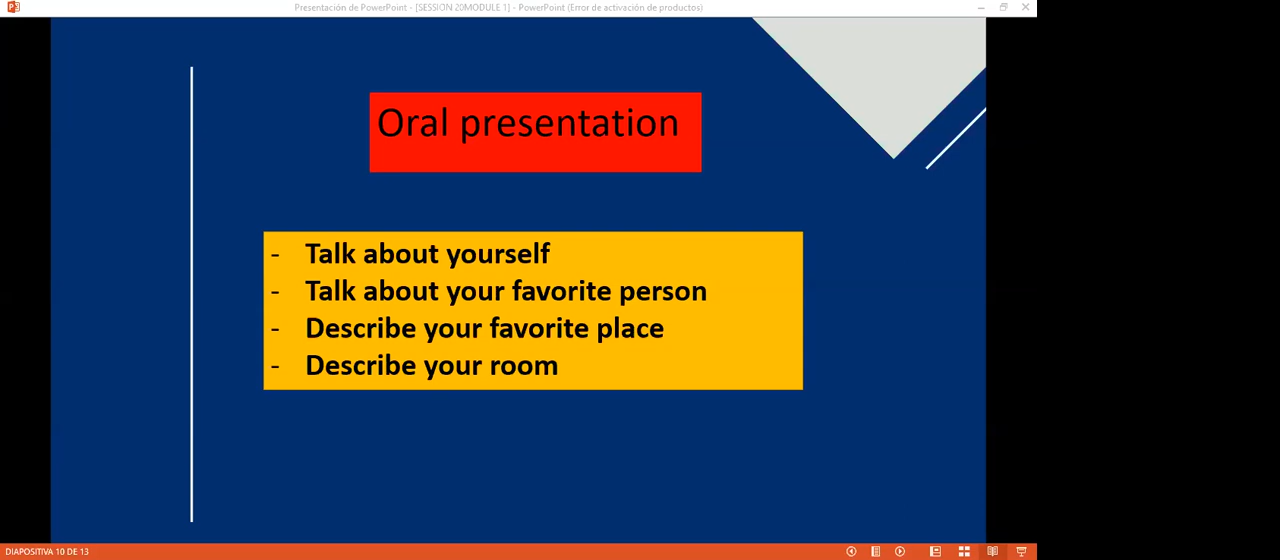 Presentación de PowerPoint - [SESSION 20MODULE 1] - PowerPoint (Error de activación de productos)
Oral presentation
- Talk about yourself
- Talk about your favorite person
- Describe your favorite place
- Describe your room
DIAPOSITIVA 10 DE 13